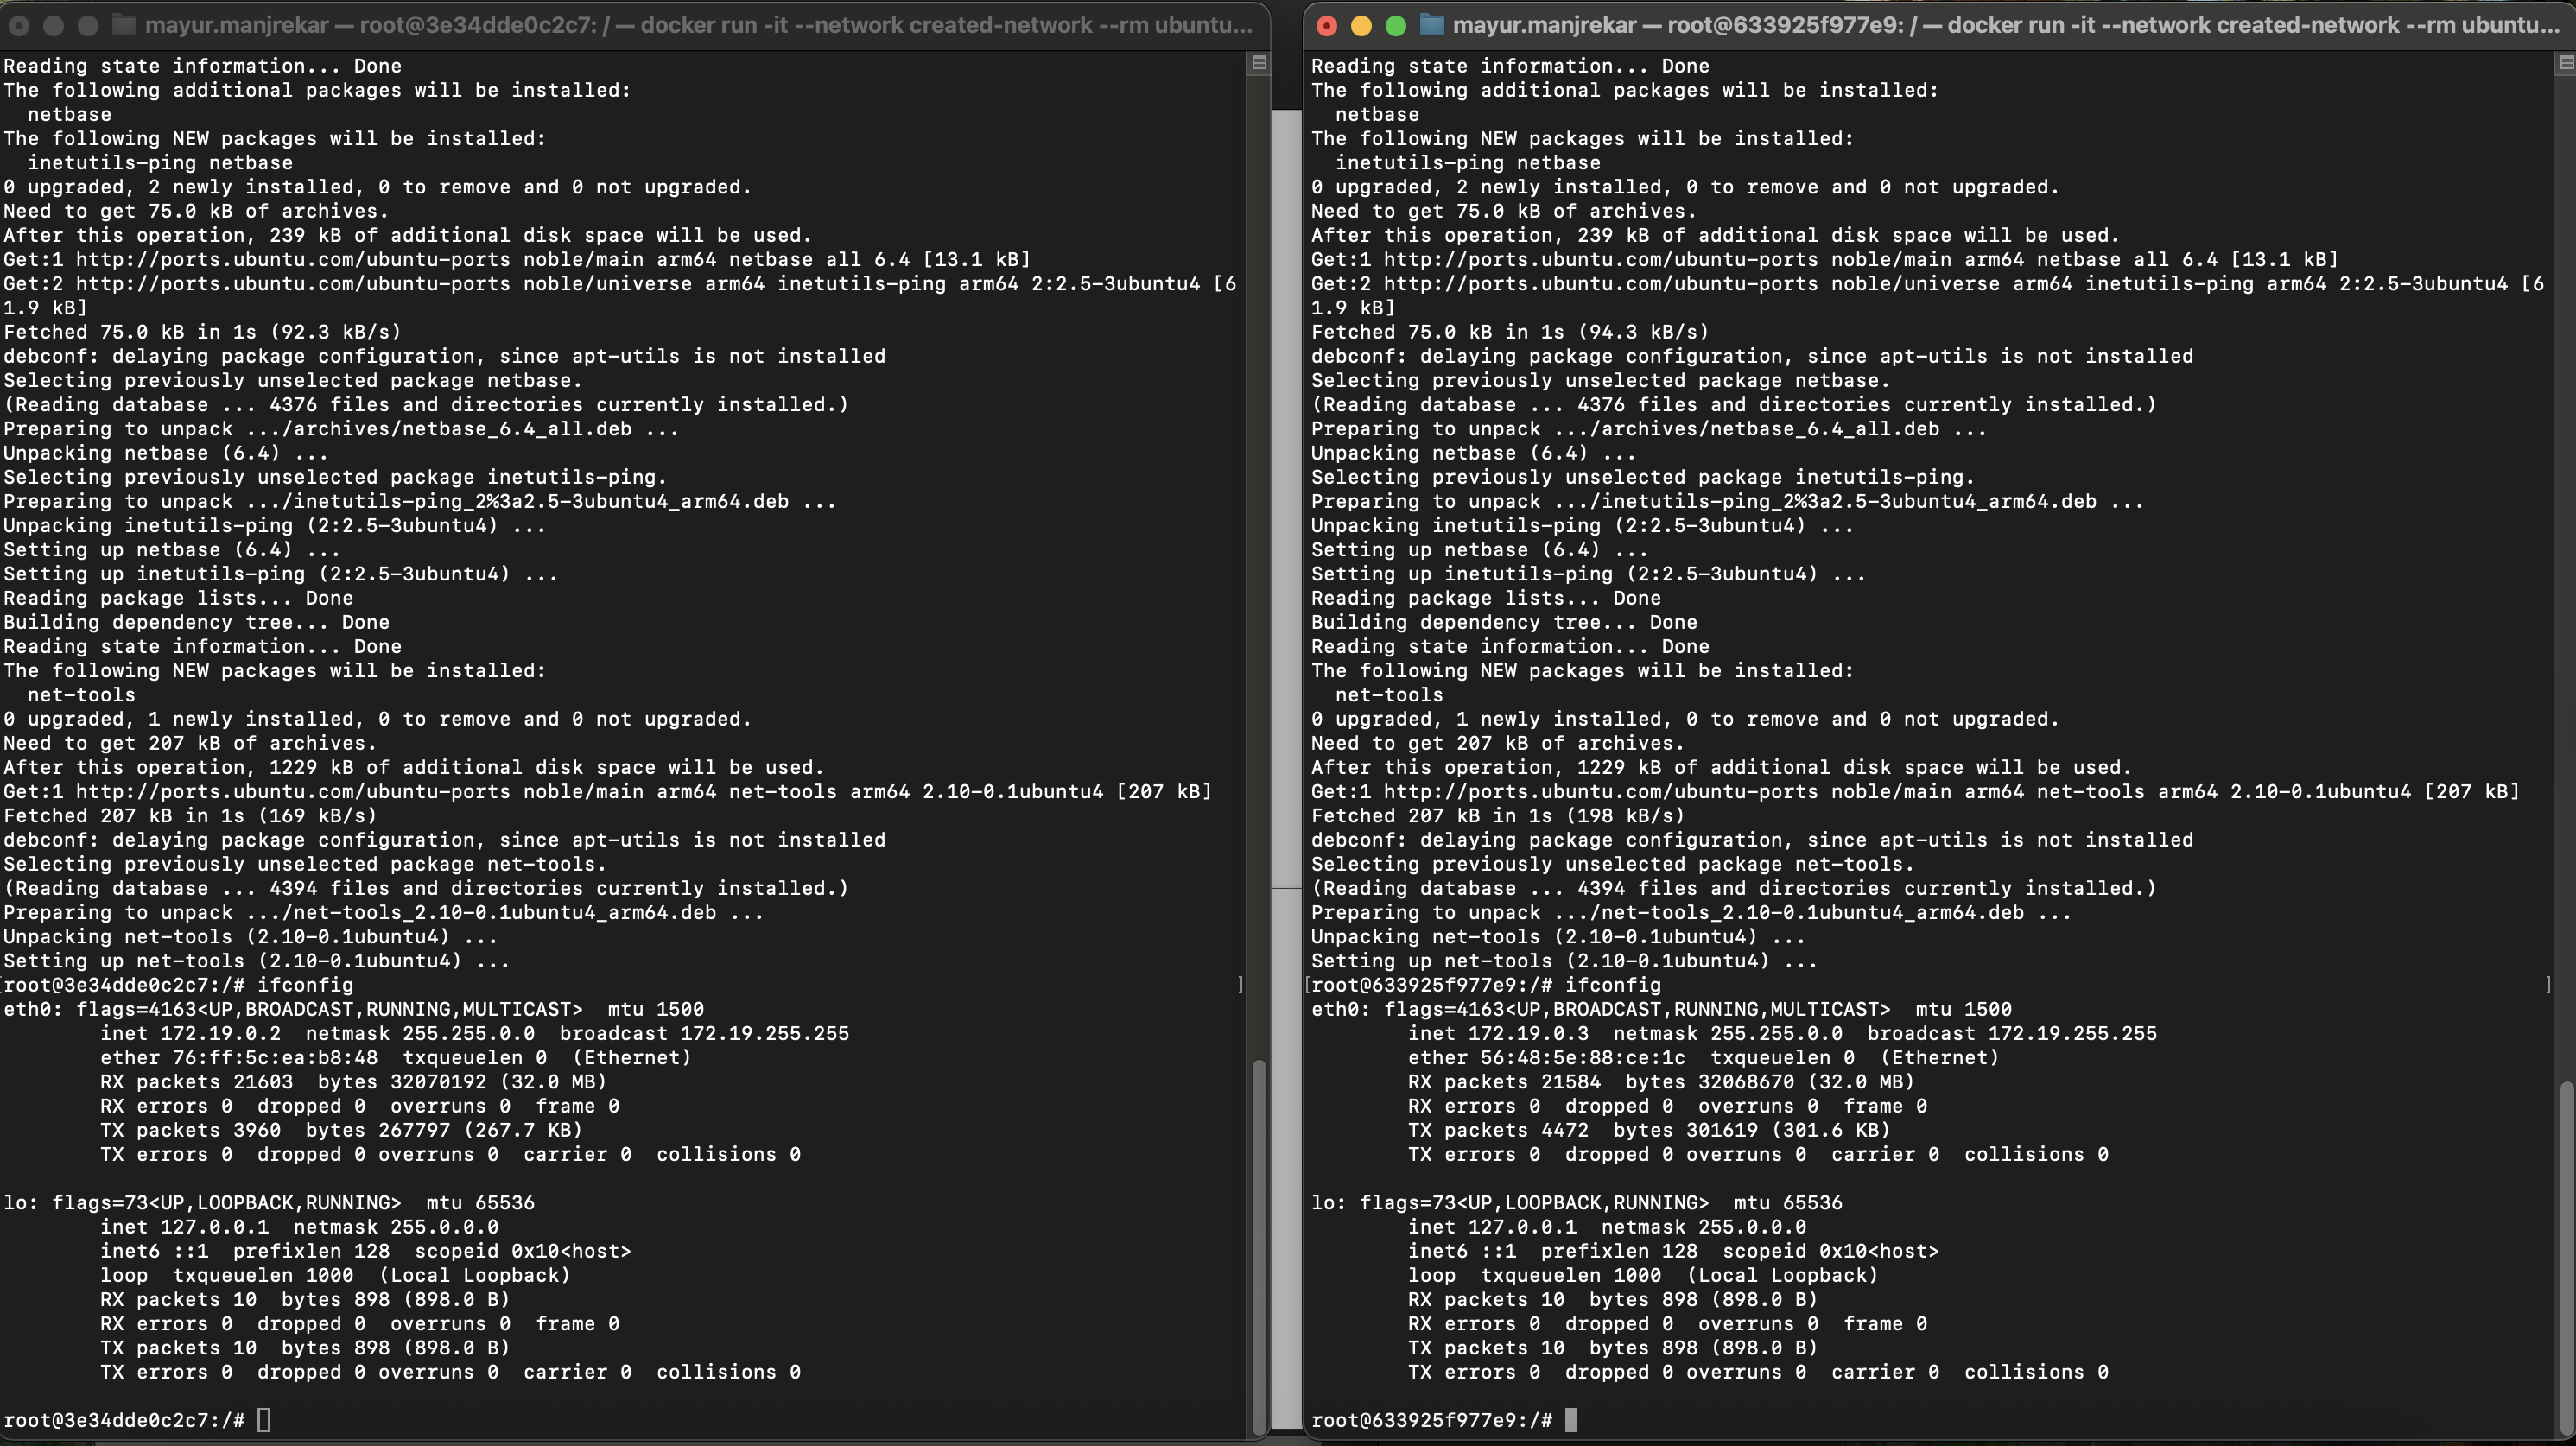 mayur.manjrekar — root@3e34dde0c2c7: / — docker run -it --network created-network --rm ubuntu...
Reading state information... Done
The following additional packages will be installed:
  netbase
The following NEW packages will be installed:
  inetutils-ping netbase
0 upgraded, 2 newly installed, 0 to remove and 0 not upgraded.
Need to get 75.0 kB of archives.
After this operation, 239 kB of additional disk space will be used.
Get:1 http://ports.ubuntu.com/ubuntu-ports noble/main arm64 netbase all 6.4 [13.1 kB]
Get:2 http://ports.ubuntu.com/ubuntu-ports noble/universe arm64 inetutils-ping arm64 2:2.5-3ubuntu4 [6
1.9 kB]
Fetched 75.0 kB in 1s (92.3 kB/s)
debconf: delaying package configuration, since apt-utils is not installed
Selecting previously unselected package netbase.
(Reading database ... 4376 files and directories currently installed.)
Preparing to unpack .../archives/netbase_6.4_all.deb ...
Unpacking netbase (6.4) ...
Selecting previously unselected package inetutils-ping.
Preparing to unpack .../inetutils-ping_2%3a2.5-3ubuntu4_arm64.deb ...
Unpacking inetutils-ping (2:2.5-3ubuntu4) ...
Setting up netbase (6.4) ...
Setting up inetutils-ping (2:2.5-3ubuntu4) ...
Reading package lists... Done
Building dependency tree... Done
Reading state information... Done
The following NEW packages will be installed:
  net-tools
0 upgraded, 1 newly installed, 0 to remove and 0 not upgraded.
Need to get 207 kB of archives.
After this operation, 1229 kB of additional disk space will be used.
Get:1 http://ports.ubuntu.com/ubuntu-ports noble/main arm64 net-tools arm64 2.10-0.1ubuntu4 [207 kB]
Fetched 207 kB in 1s (169 kB/s)
debconf: delaying package configuration, since apt-utils is not installed
Selecting previously unselected package net-tools.
(Reading database ... 4394 files and directories currently installed.)
Preparing to unpack .../net-tools_2.10-0.1ubuntu4_arm64.deb ...
Unpacking net-tools (2.10-0.1ubuntu4) ...
Setting up net-tools (2.10-0.1ubuntu4) ...
[root@3e34dde0c2c7:/# ifconfig ]
eth0: flags=4163<UP,BROADCAST,RUNNING,MULTICAST>  mtu 1500
        inet 172.19.0.2  netmask 255.255.0.0  broadcast 172.19.255.255
        ether 76:ff:5c:ea:b8:48  txqueuelen 0  (Ethernet)
        RX packets 21603  bytes 32070192 (32.0 MB)
        RX errors 0  dropped 0  overruns 0  frame 0
        TX packets 3960  bytes 267797 (267.7 KB)
        TX errors 0  dropped 0 overruns 0  carrier 0  collisions 0

lo: flags=73<UP,LOOPBACK,RUNNING>  mtu 65536
        inet 127.0.0.1  netmask 255.0.0.0
        inet6 ::1  prefixlen 128  scopeid 0x10<host>
        loop  txqueuelen 1000  (Local Loopback)
        RX packets 10  bytes 898 (898.0 B)
        RX errors 0  dropped 0  overruns 0  frame 0
        TX packets 10  bytes 898 (898.0 B)
        TX errors 0  dropped 0 overruns 0  carrier 0  collisions 0

root@3e34dde0c2c7:/#
mayur.manjrekar — root@633925f977e9: / — docker run -it --network created-network --rm ubuntu...
Reading state information... Done
The following additional packages will be installed:
  netbase
The following NEW packages will be installed:
  inetutils-ping netbase
0 upgraded, 2 newly installed, 0 to remove and 0 not upgraded.
Need to get 75.0 kB of archives.
After this operation, 239 kB of additional disk space will be used.
Get:1 http://ports.ubuntu.com/ubuntu-ports noble/main arm64 netbase all 6.4 [13.1 kB]
Get:2 http://ports.ubuntu.com/ubuntu-ports noble/universe arm64 inetutils-ping arm64 2:2.5-3ubuntu4 [6
1.9 kB]
Fetched 75.0 kB in 1s (94.3 kB/s)
debconf: delaying package configuration, since apt-utils is not installed
Selecting previously unselected package netbase.
(Reading database ... 4376 files and directories currently installed.)
Preparing to unpack .../archives/netbase_6.4_all.deb ...
Unpacking netbase (6.4) ...
Selecting previously unselected package inetutils-ping.
Preparing to unpack .../inetutils-ping_2%3a2.5-3ubuntu4_arm64.deb ...
Unpacking inetutils-ping (2:2.5-3ubuntu4) ...
Setting up netbase (6.4) ...
Setting up inetutils-ping (2:2.5-3ubuntu4) ...
Reading package lists... Done
Building dependency tree... Done
Reading state information... Done
The following NEW packages will be installed:
  net-tools
0 upgraded, 1 newly installed, 0 to remove and 0 not upgraded.
Need to get 207 kB of archives.
After this operation, 1229 kB of additional disk space will be used.
Get:1 http://ports.ubuntu.com/ubuntu-ports noble/main arm64 net-tools arm64 2.10-0.1ubuntu4 [207 kB]
Fetched 207 kB in 1s (198 kB/s)
debconf: delaying package configuration, since apt-utils is not installed
Selecting previously unselected package net-tools.
(Reading database ... 4394 files and directories currently installed.)
Preparing to unpack .../net-tools_2.10-0.1ubuntu4_arm64.deb ...
Unpacking net-tools (2.10-0.1ubuntu4) ...
Setting up net-tools (2.10-0.1ubuntu4) ...
[root@633925f977e9:/# ifconfig ]
eth0: flags=4163<UP,BROADCAST,RUNNING,MULTICAST>  mtu 1500
        inet 172.19.0.3  netmask 255.255.0.0  broadcast 172.19.255.255
        ether 56:48:5e:88:ce:1c  txqueuelen 0  (Ethernet)
        RX packets 21584  bytes 32068670 (32.0 MB)
        RX errors 0  dropped 0  overruns 0  frame 0
        TX packets 4472  bytes 301619 (301.6 KB)
        TX errors 0  dropped 0 overruns 0  carrier 0  collisions 0

lo: flags=73<UP,LOOPBACK,RUNNING>  mtu 65536
        inet 127.0.0.1  netmask 255.0.0.0
        inet6 ::1  prefixlen 128  scopeid 0x10<host>
        loop  txqueuelen 1000  (Local Loopback)
        RX packets 10  bytes 898 (898.0 B)
        RX errors 0  dropped 0  overruns 0  frame 0
        TX packets 10  bytes 898 (898.0 B)
        TX errors 0  dropped 0 overruns 0  carrier 0  collisions 0

root@633925f977e9:/#